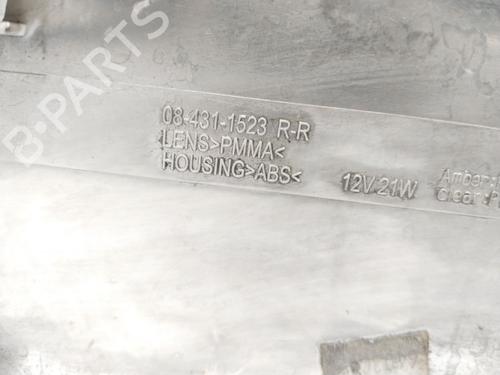 B-PARTS
08-431-1523 R-R
LENS>PMMA<
HOUSING>ABS<
12V 21W
Amber
Clear